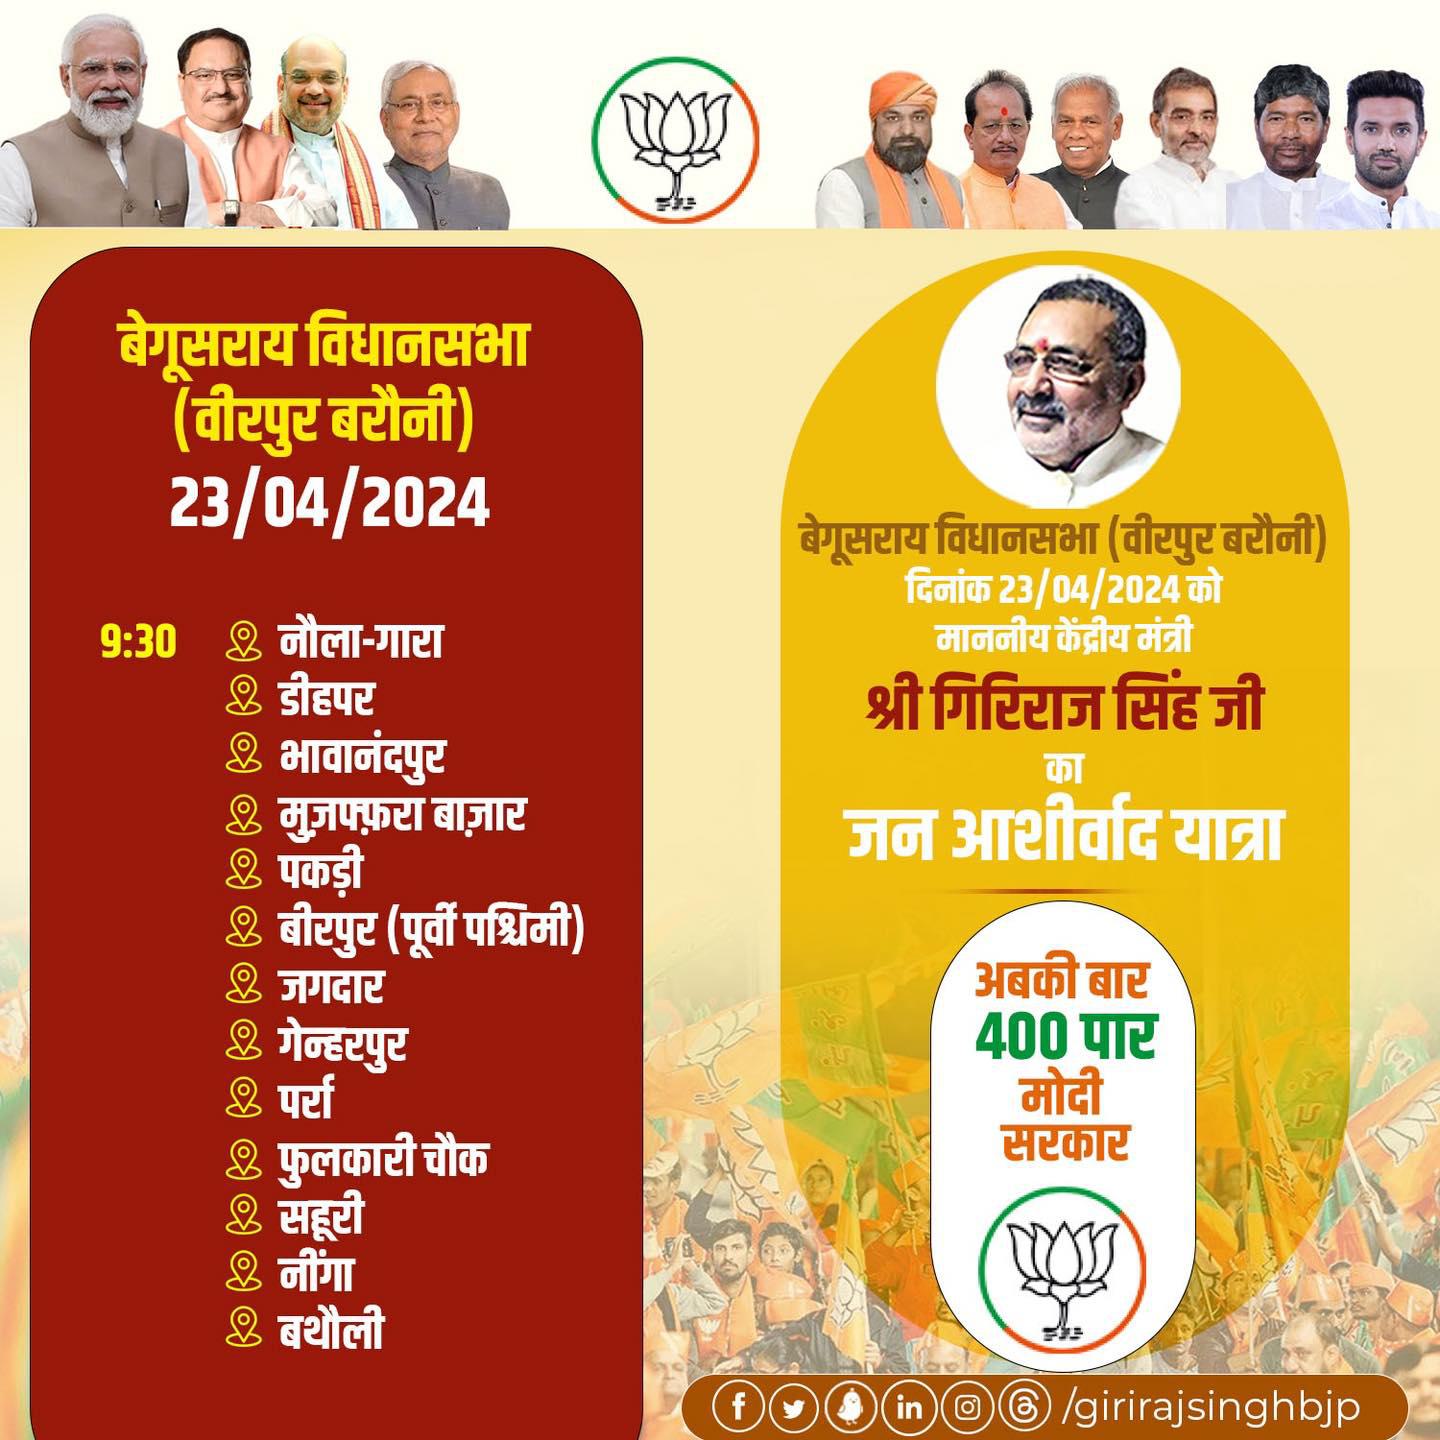 बेगूसराय विधानसभा
(वीरपुर बरौनी)
23/04/2024
9:30 नौला-गारा
डीहपर
भावानंदपुर
मुज़फ्फ़रा बाज़ार
पकड़ी
बीरपुर (पूर्वी पश्चिमी)
जगदार
गेन्हरपुर
पर्रा
फुलकारी चौक
सहूरी
नींगा
बथौली
बेगूसराय विधानसभा (वीरपुर बरौनी)
दिनांक 23/04/2024 को
माननीय केंद्रीय मंत्री
श्री गिरिराज सिंह जी
का
जन आशीर्वाद यात्रा
अबकी बार
400 पार
मोदी
सरकार
/girirajsinghbjp